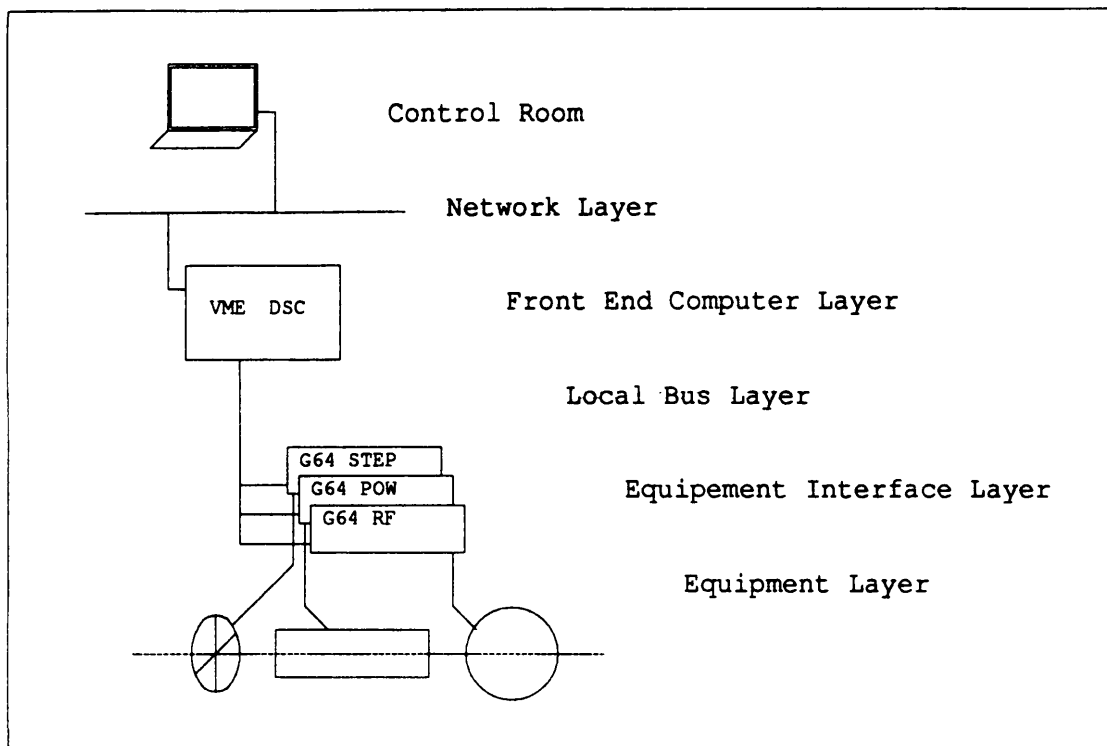 Control Room
Network Layer
VME DSC
Front End Computer Layer
Local Bus Layer
G64 STEP
G64 POW
G64 RF
Equipement Interface Layer
Equipment Layer